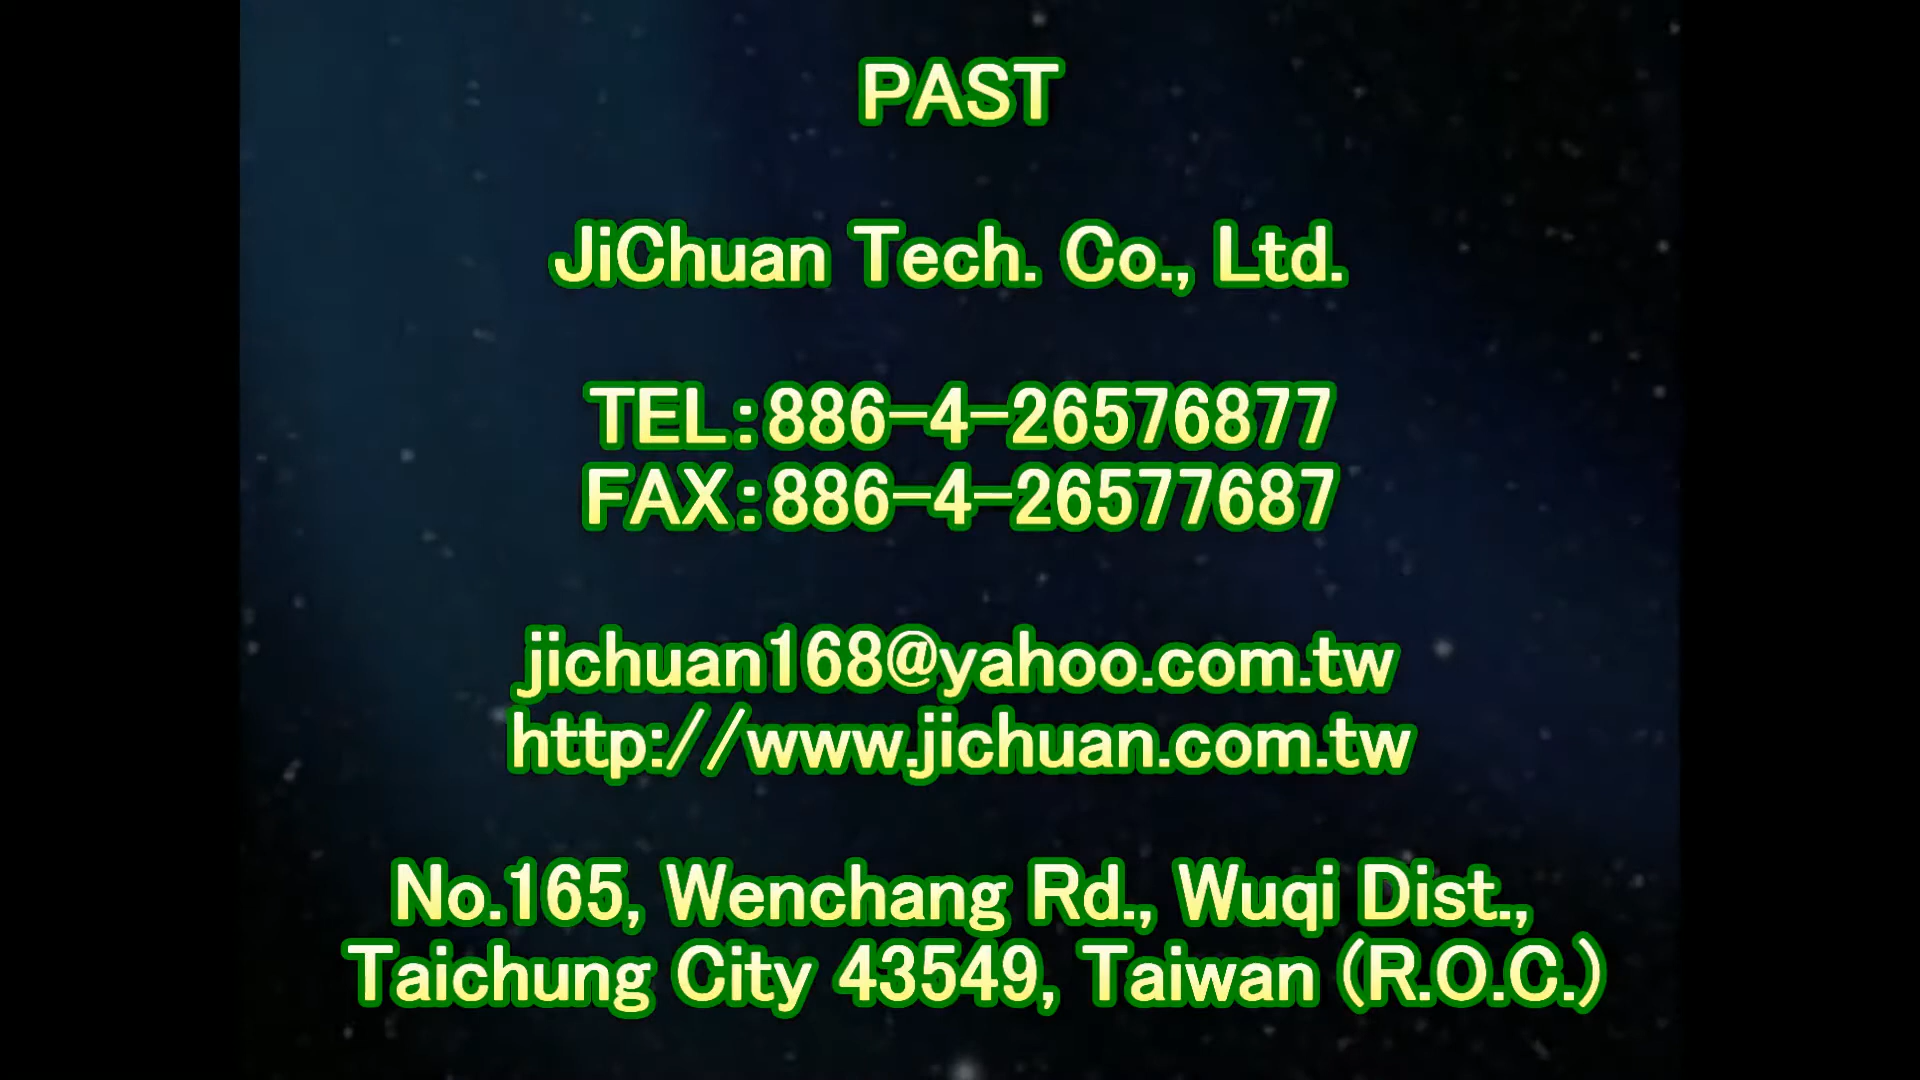 PAST
JiChuan Tech. Co., Ltd.
TEL:886-4-26576877
FAX:886-4-26577687
jichuan168@yahoo.com.tw
http://www.jichuan.com.tw
No.165, Wenchang Rd., Wuqi Dist.,
Taichung City 43549, Taiwan (R.O.C.)